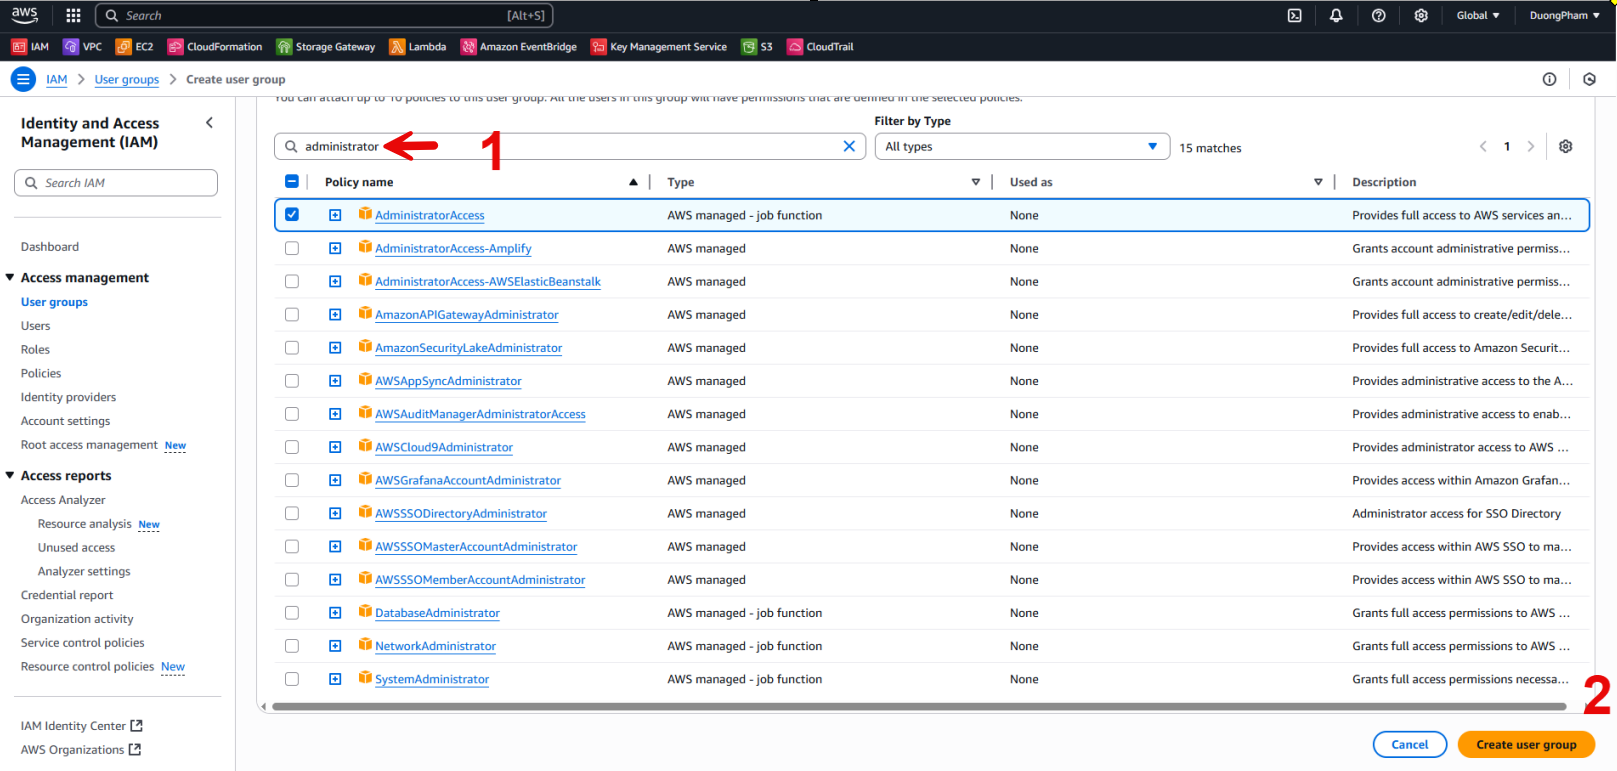 aws
Search [Alt+S] Global DuongPham
IAM VPC EC2 CloudFormation Storage Gateway Lambda Amazon EventBridge Key Management Service S3 CloudTrail
IAM > User groups > Create user group
Identity and Access Management (IAM)
Search IAM
Dashboard
Access management
User groups
Users
Roles
Policies
Identity providers
Account settings
Root access management New
Access reports
Access Analyzer
Resource analysis New
Unused access
Analyzer settings
Credential report
Organization activity
Service control policies
Resource control policies New
IAM Identity Center
AWS Organizations
You can attach up to 10 policies to this user group. All the users in this group will have permissions that are defined in the selected policies.
Filter by Type
administrator 1 All types 15 matches 1
Policy name Type Used as Description
AdministratorAccess AWS managed - job function None Provides full access to AWS services an...
AdministratorAccess-Amplify AWS managed None Grants account administrative permiss...
AdministratorAccess-AWSElasticBeanstalk AWS managed None Grants account administrative permiss...
AmazonAPIGatewayAdministrator AWS managed None Provides full access to create/edit/dele...
AmazonSecurityLakeAdministrator AWS managed None Provides full access to Amazon Securit...
AWSAppSyncAdministrator AWS managed None Provides administrative access to the A...
AWSAuditManagerAdministratorAccess AWS managed None Provides administrative access to enab...
AWSCloud9Administrator AWS managed None Provides administrator access to AWS ...
AWSGrafanaAccountAdministrator AWS managed None Provides access within Amazon Grafan...
AWSSSODirectoryAdministrator AWS managed None Administrator access for SSO Directory
AWSSSOMasterAccountAdministrator AWS managed None Provides access within AWS SSO to ma...
AWSSSOMemberAccountAdministrator AWS managed None Provides access within AWS SSO to ma...
DatabaseAdministrator AWS managed - job function None Grants full access permissions to AWS ...
NetworkAdministrator AWS managed - job function None Grants full access permissions to AWS ...
SystemAdministrator AWS managed - job function None Grants full access permissions necessa...
2
Cancel Create user group